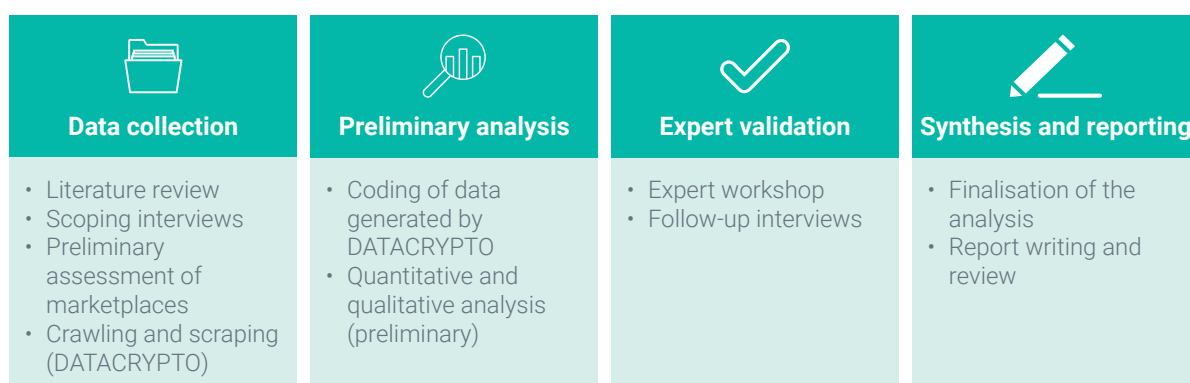 Data collection
• Literature review
• Scoping interviews
• Preliminary
assessment of
marketplaces
• Crawling and scraping
(DATACRYPTO)
Preliminary analysis
• Coding of data
generated by
DATACRYPTO
• Quantitative and
qualitative analysis
(preliminary)
Expert validation
• Expert workshop
• Follow-up interviews
Synthesis and reporting
• Finalisation of the
analysis
• Report writing and
review